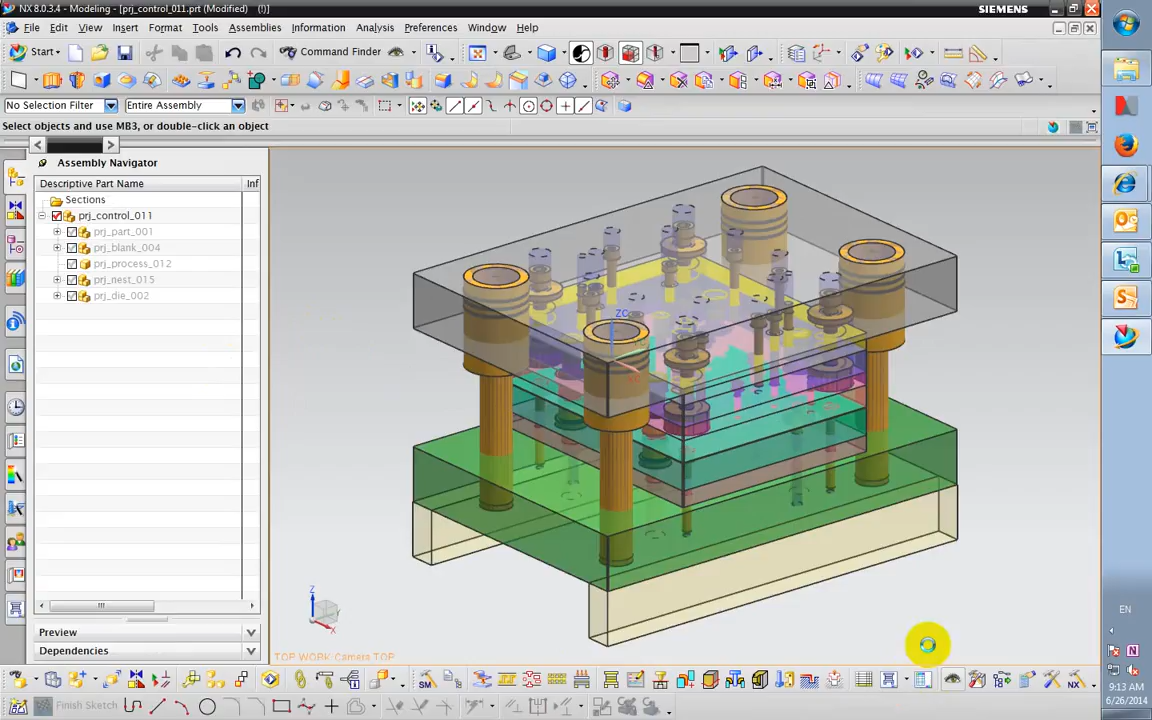 NX 8.0.3.4 - Modeling - [prj_control_011.prt (Modified) (!)]
SIEMENS
File Edit View Insert Format Tools Assemblies Information Analysis Preferences Window Help
Start
Command Finder
No Selection Filter
Entire Assembly
Select objects and use MB3, or double-click an object
Assembly Navigator
Descriptive Part Name
Inf
Sections
prj_control_011
prj_part_001
prj_blank_004
prj_process_012
prj_nest_015
prj_die_002
Preview
Dependencies
ZC
Z
X
TOP WORK Camera TOP
Finish Sketch
SM
NX
EN
9:13 AM
6/26/2014